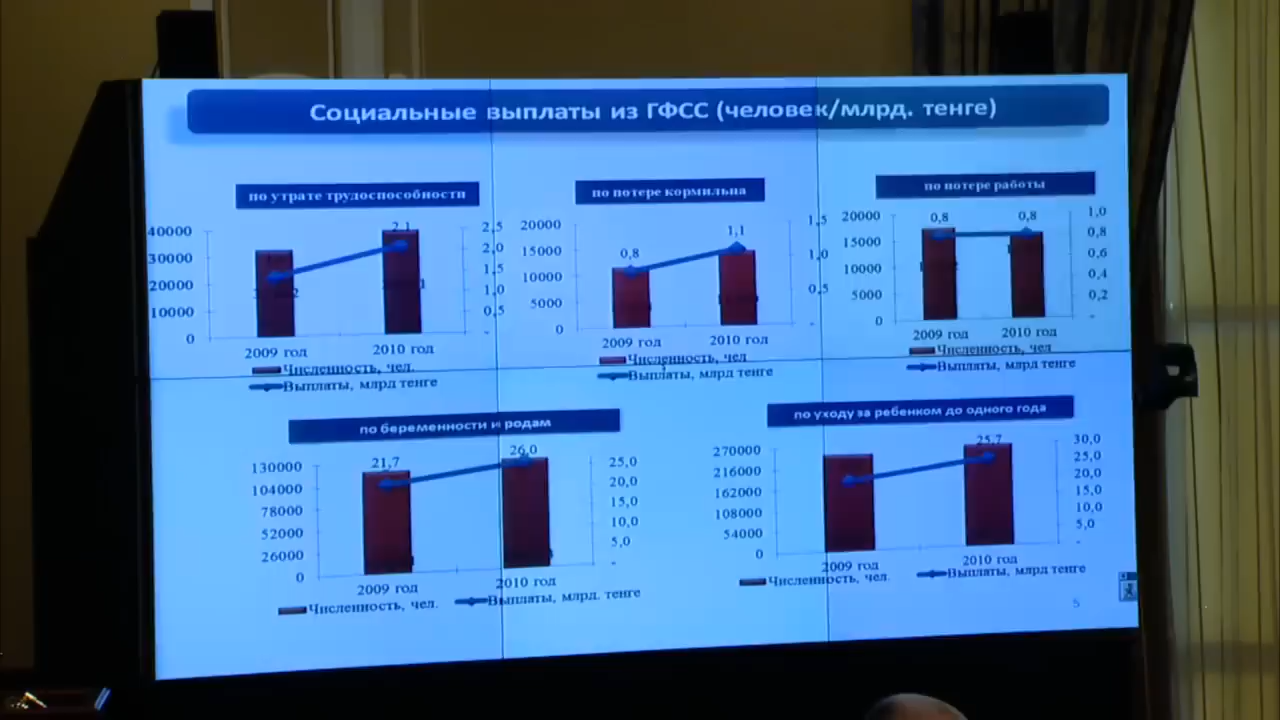 Социальные выплаты из ГФСС (человек/млрд. тенге)
по утрате трудоспособности
40000
30000
20000
10000
0
2,1
2,5
2,0
1,5
1,0
0,5
-
2009 год
2010 год
Численность, чел.
Выплаты, млрд тенге
по потере кормильца
20000
15000
10000
5000
0
0,8
1,1
1,5
1,0
0,5
-
2009 год
2010 год
Численность, чел
Выплаты, млрд тенге
по потере работы
20000
15000
10000
5000
0
0,8
0,8
1,0
0,8
0,6
0,4
0,2
-
2009 год
2010 год
Численность, чел
Выплаты, млрд тенге
по беременности и родам
130000
104000
78000
52000
26000
0
21,7
26,0
25,0
20,0
15,0
10,0
5,0
-
2009 год
2010 год
Численность, чел.
Выплаты, млрд. тенге
по уходу за ребенком до одного года
270000
216000
162000
108000
54000
0
25,7
30,0
25,0
20,0
15,0
10,0
5,0
-
2009 год
2010 год
Численность, чел.
Выплаты, млрд тенге
5